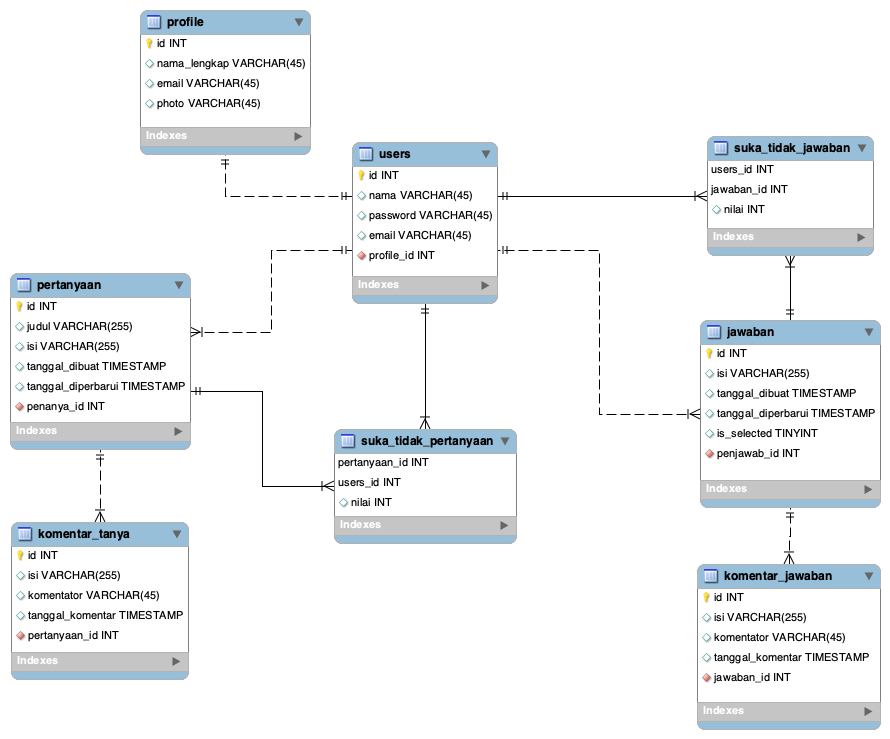 profile
id INT
nama_lengkap VARCHAR(45)
email VARCHAR(45)
photo VARCHAR(45)
Indexes
users
id INT
nama VARCHAR(45)
password VARCHAR(45)
email VARCHAR(45)
profile_id INT
Indexes
suka_tidak_jawaban
users_id INT
jawaban_id INT
nilai INT
Indexes
pertanyaan
id INT
judul VARCHAR(255)
isi VARCHAR(255)
tanggal_dibuat TIMESTAMP
tanggal_diperbarui TIMESTAMP
penanya_id INT
Indexes
jawaban
id INT
isi VARCHAR(255)
tanggal_dibuat TIMESTAMP
tanggal_diperbarui TIMESTAMP
is_selected TINYINT
penjawab_id INT
Indexes
suka_tidak_pertanyaan
pertanyaan_id INT
users_id INT
nilai INT
Indexes
komentar_tanya
id INT
isi VARCHAR(255)
komentator VARCHAR(45)
tanggal_komentar TIMESTAMP
pertanyaan_id INT
Indexes
komentar_jawaban
id INT
isi VARCHAR(255)
komentator VARCHAR(45)
tanggal_komentar TIMESTAMP
jawaban_id INT
Indexes